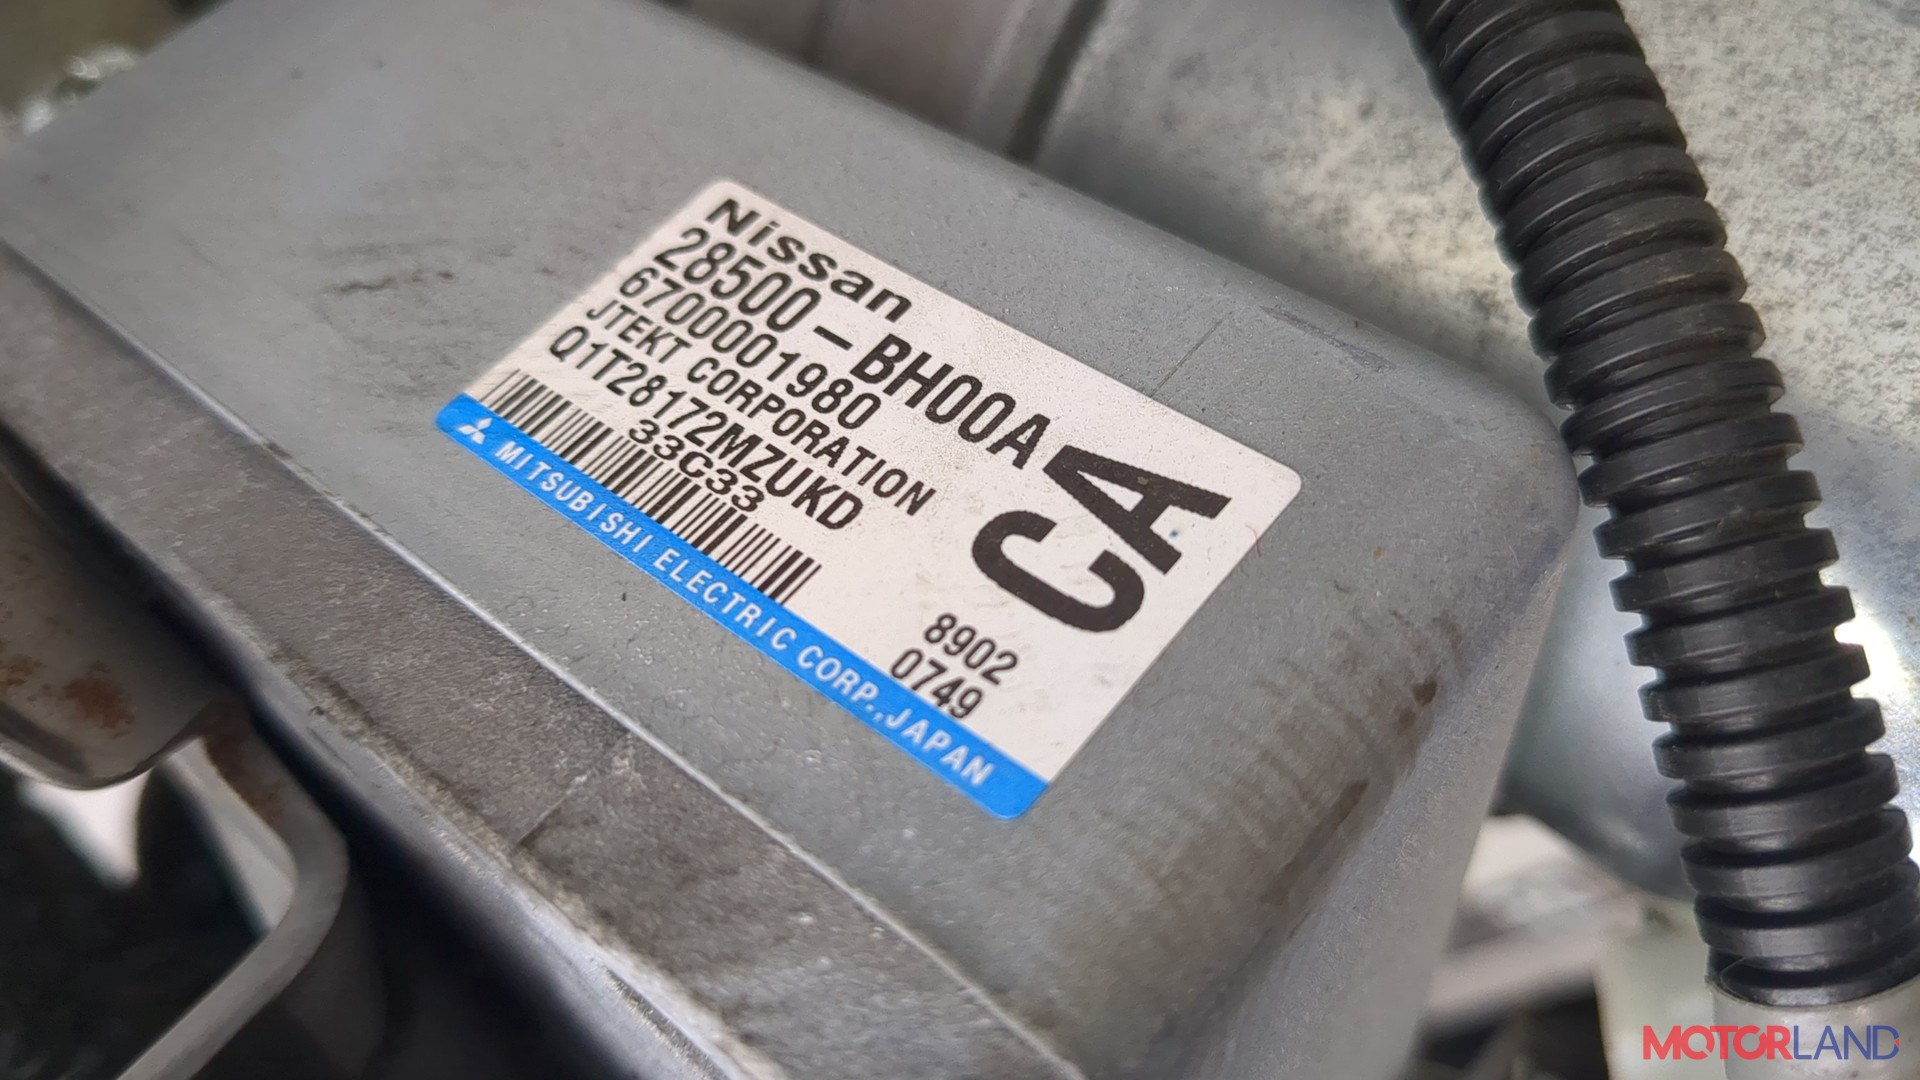 Nissan
28500-BH00A
6700001980
JTEKT CORPORATION
Q1T28172MZUKD
33C33
CA
8902
0749
MITSUBISHI ELECTRIC CORP.,JAPAN
MOTORLAND